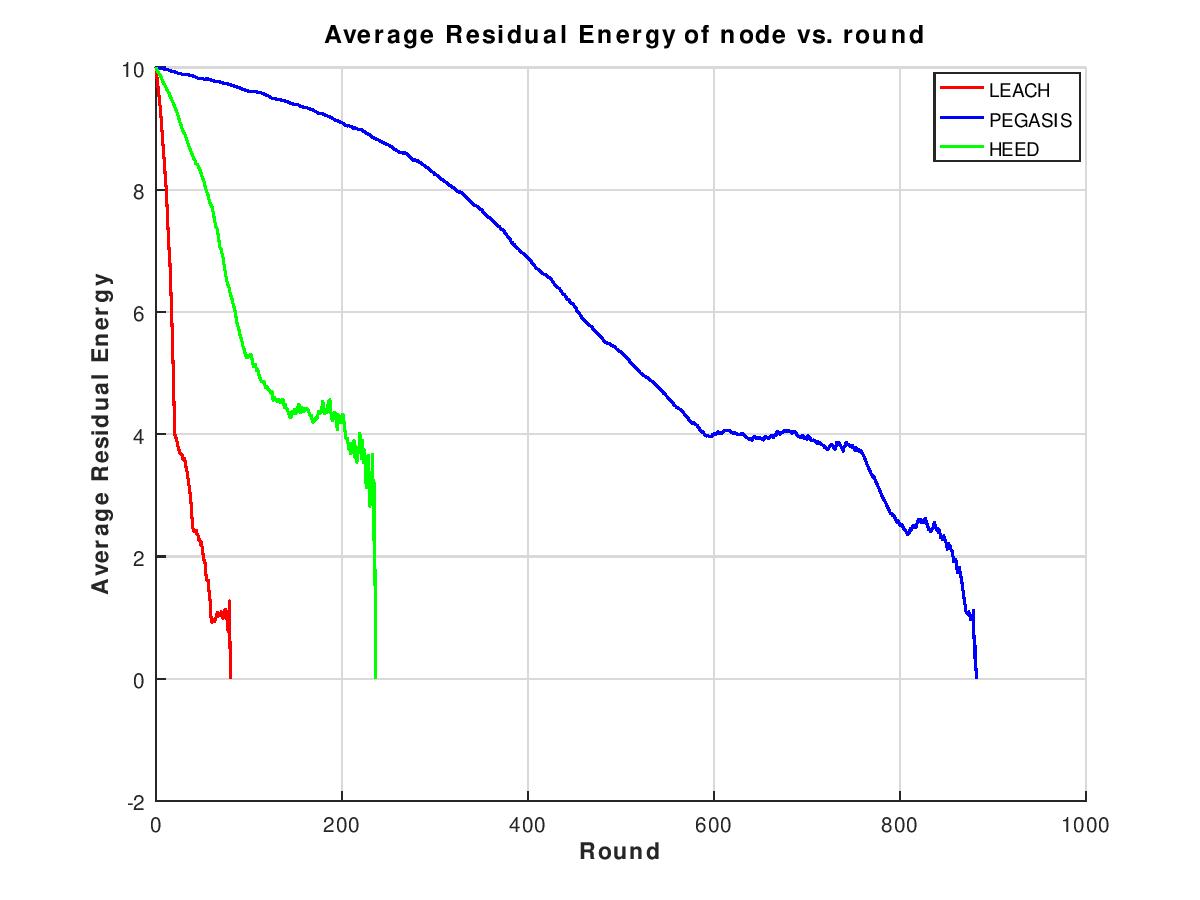 Average Residual Energy of node vs. round
LEACH
PEGASIS
HEED
Average Residual Energy
10
8
6
4
2
0
-2
0 200 400 600 800 1000
Round